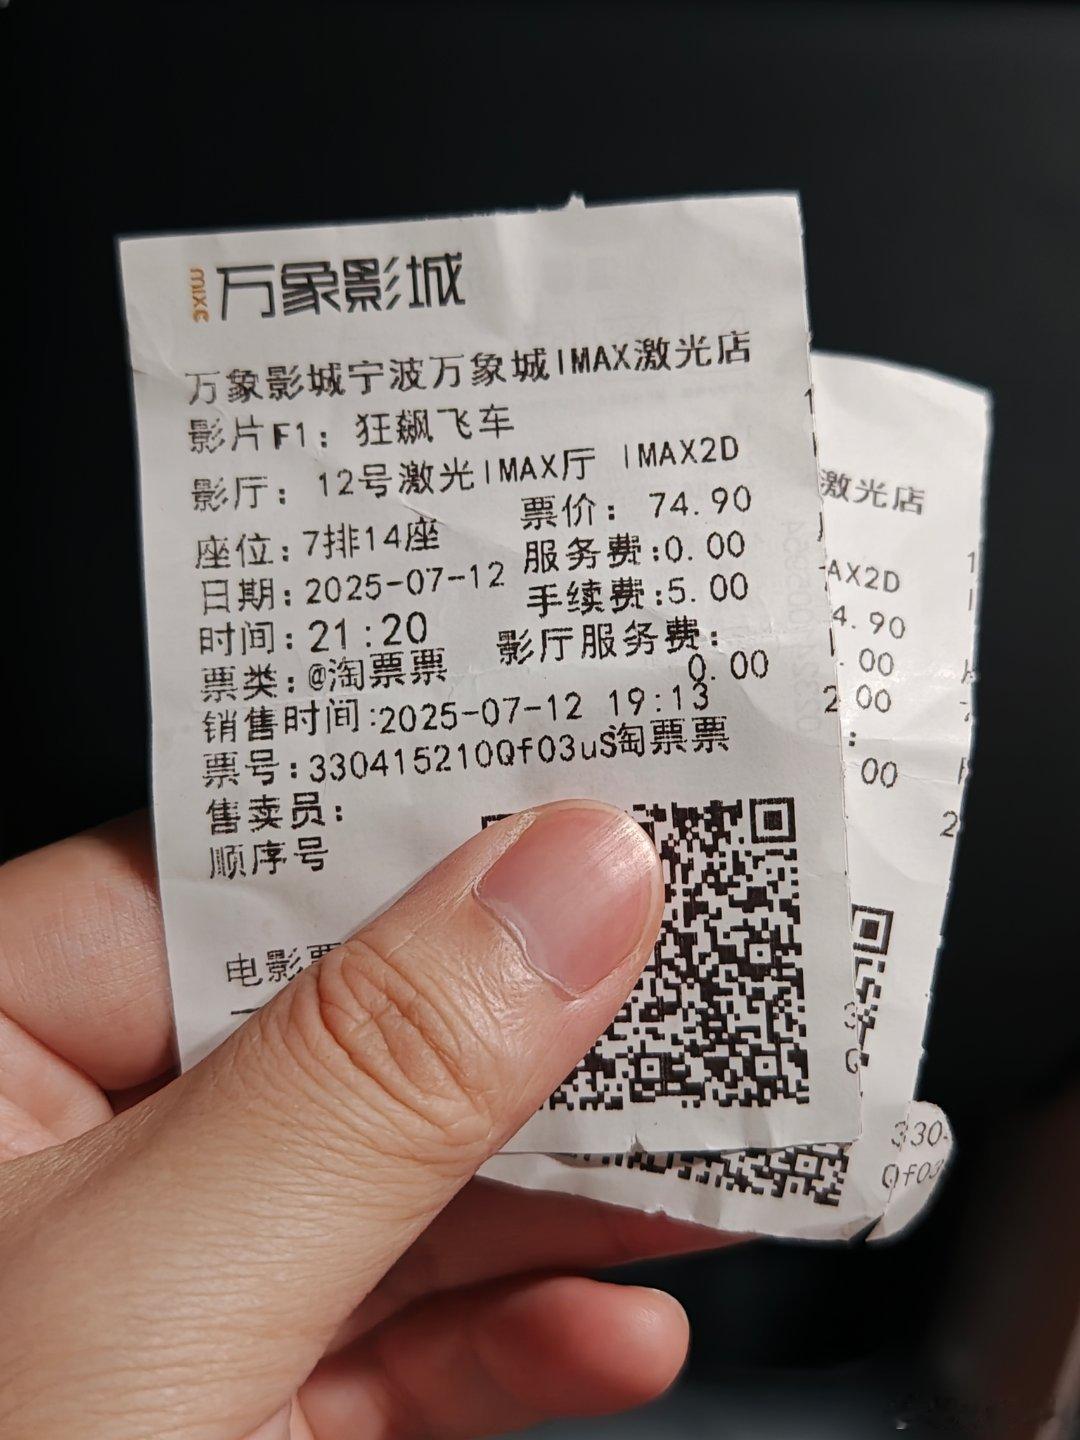 mixc 万象影城
万象影城宁波万象城IMAX激光店
影片F1：狂飙飞车
影厅：12号激光IMAX厅 IMAX2D
座位：7排14座 票价：74.90
日期：2025-07-12 服务费：0.00
时间：21:20 手续费：5.00
票类：@淘票票 影厅服务费：
0.00
销售时间：2025-07-12 19:13
票号：330415210Qf03uS淘票票
售卖员：
顺序号
电影票
激光店
AX2D
4.90
.00
2 00
:
00
2
330
Qf03